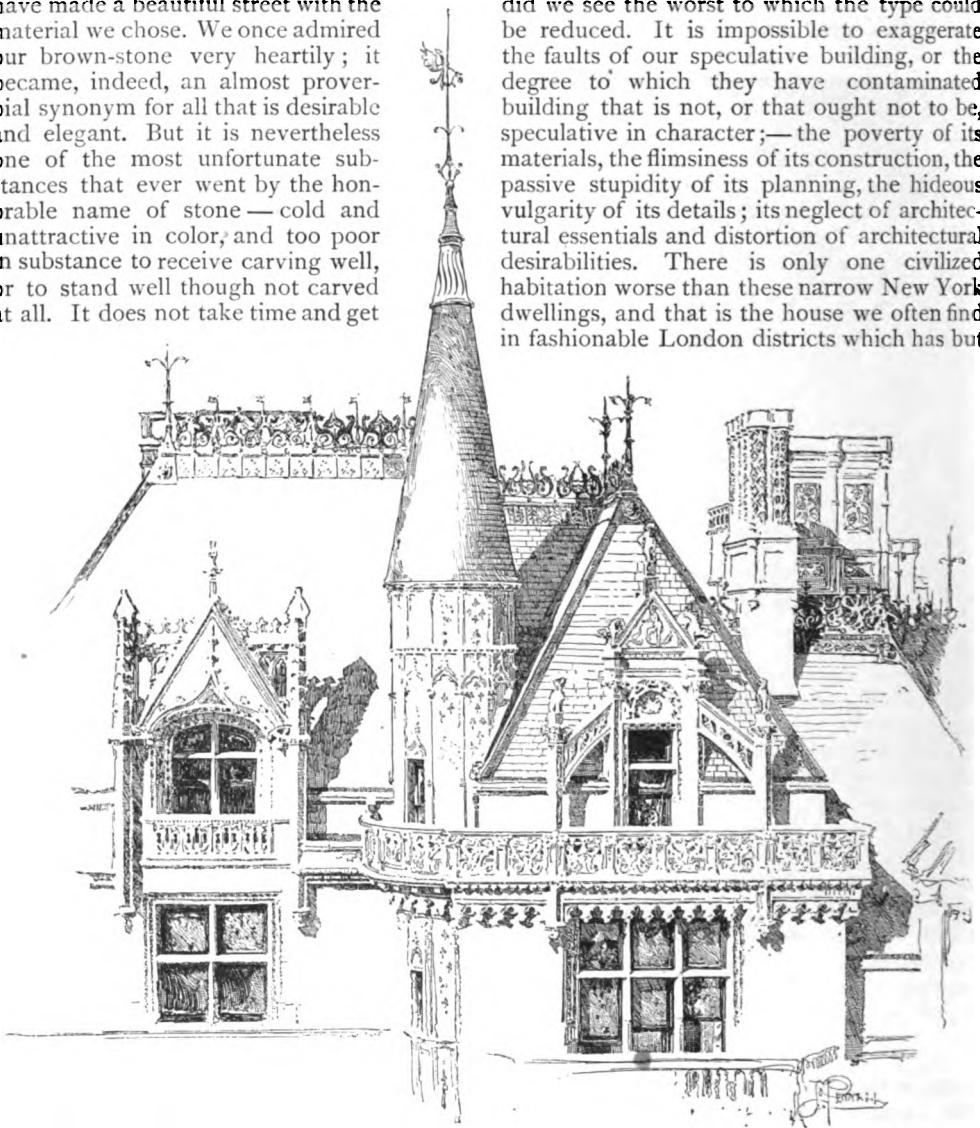 have made a beautiful street with the
material we chose. We once admired
our brown-stone very heartily; it
became, indeed, an almost prover-
bial synonym for all that is desirable
and elegant. But it is nevertheless
one of the most unfortunate sub-
tances that ever went by the hon-
orable name of stone — cold and
unattractive in color, and too poor
in substance to receive carving well,
or to stand well though not carved
at all. It does not take time and get
did we see the worst to which the type could
be reduced. It is impossible to exaggerate
the faults of our speculative building, or the
degree to which they have contaminated
building that is not, or that ought not to be,
speculative in character;— the poverty of its
materials, the flimsiness of its construction, the
passive stupidity of its planning, the hideous
vulgarity of its details; its neglect of architec-
tural essentials and distortion of architectural
desirabilities. There is only one civilized
habitation worse than these narrow New York
dwellings, and that is the house we often find
in fashionable London districts which has but